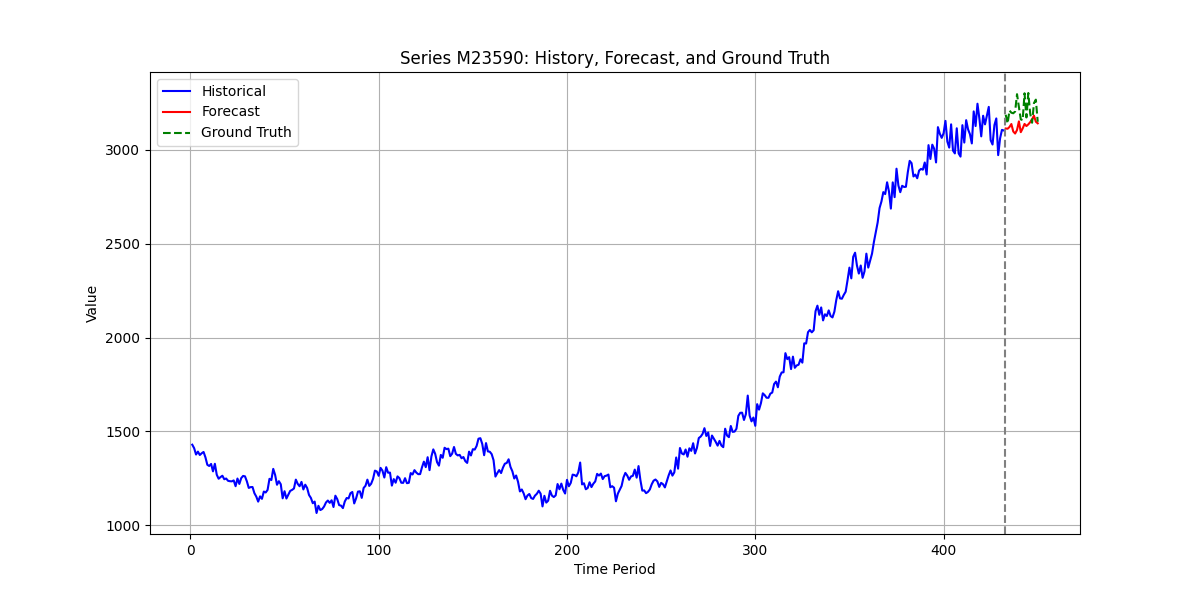 Series M23590: History, Forecast, and Ground Truth
Historical
Forecast
Ground Truth
3000
2500
2000
1500
1000
Value
0 100 200 300 400
Time Period